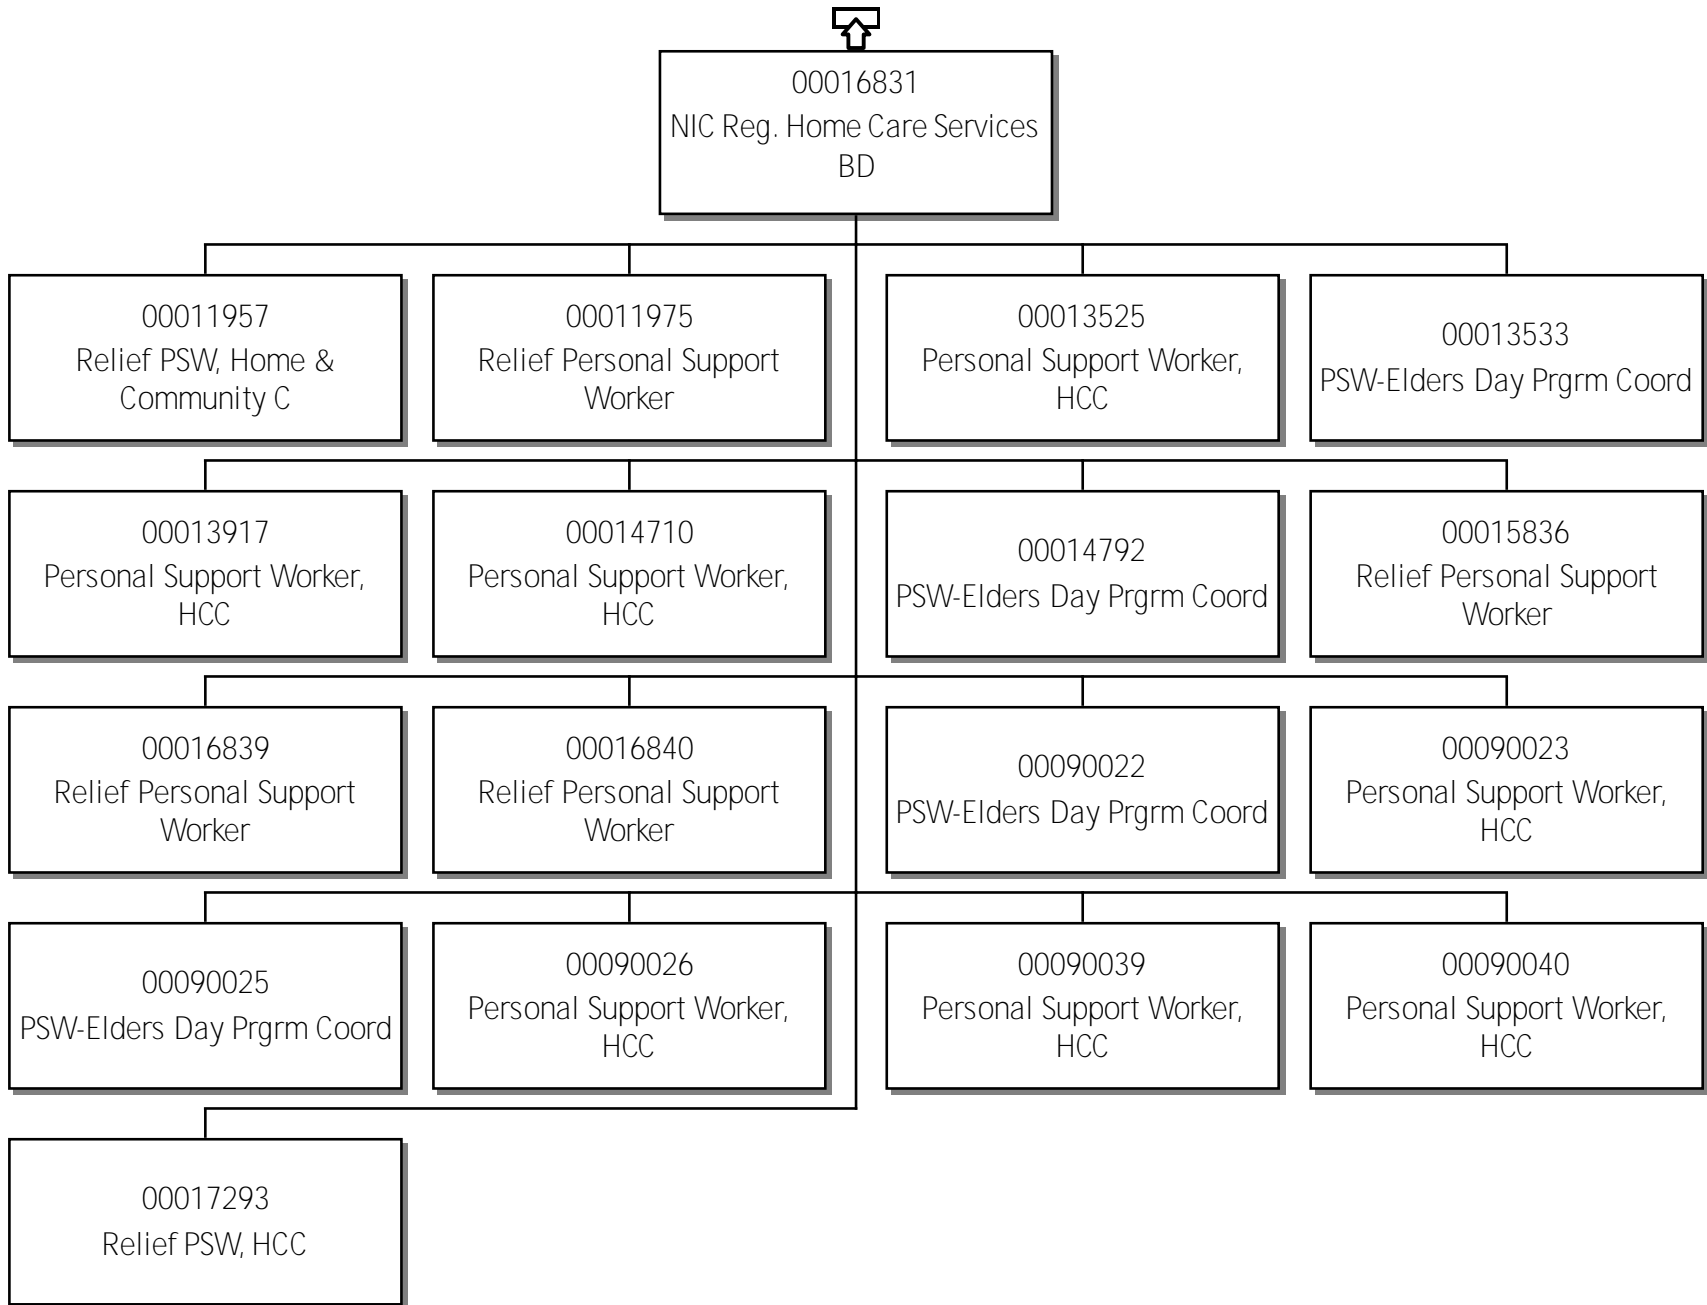 00016831
NIC Reg. Home Care Services
BD
00011957
Relief PSW, Home &
Community C
00011975
Relief Personal Support
Worker
00013525
Personal Support Worker,
HCC
00013533
PSW-Elders Day Prgrm Coord
00013917
Personal Support Worker,
HCC
00014710
Personal Support Worker,
HCC
00014792
PSW-Elders Day Prgrm Coord
00015836
Relief Personal Support
Worker
00016839
Relief Personal Support
Worker
00016840
Relief Personal Support
Worker
00090022
PSW-Elders Day Prgrm Coord
00090023
Personal Support Worker,
HCC
00090025
PSW-Elders Day Prgrm Coord
00090026
Personal Support Worker,
HCC
00090039
Personal Support Worker,
HCC
00090040
Personal Support Worker,
HCC
00017293
Relief PSW, HCC